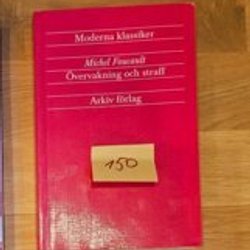 Moderna klassiker
Michel Foucault
Övervakning och straff
Arkiv förlag
150